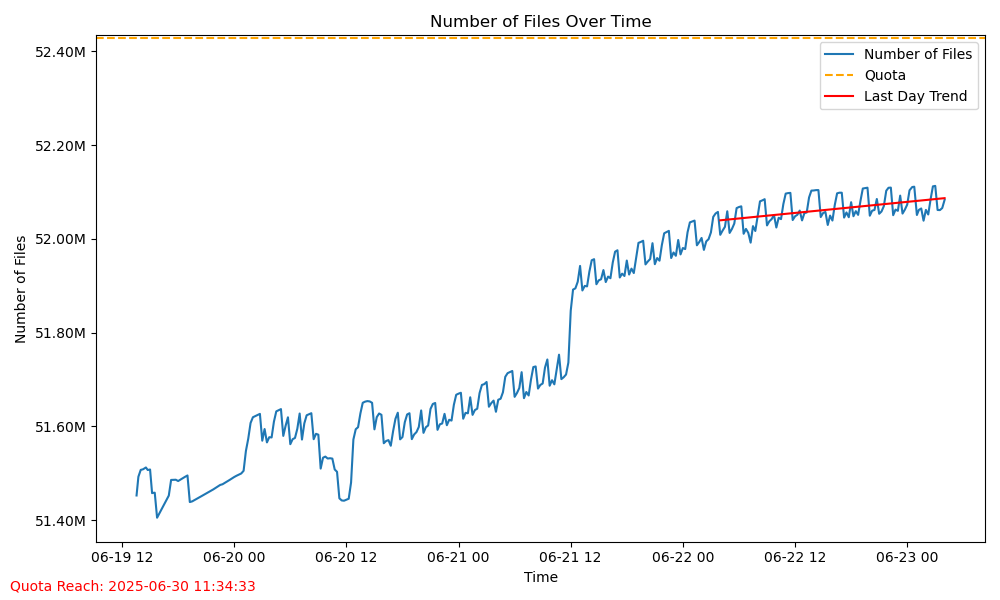 Number of Files Over Time
Number of Files
Quota
Last Day Trend
52.40M
52.20M
52.00M
51.80M
51.60M
51.40M
Number of Files
06-19 12
06-20 00
06-20 12
06-21 00
06-21 12
06-22 00
06-22 12
06-23 00
Time
Quota Reach: 2025-06-30 11:34:33